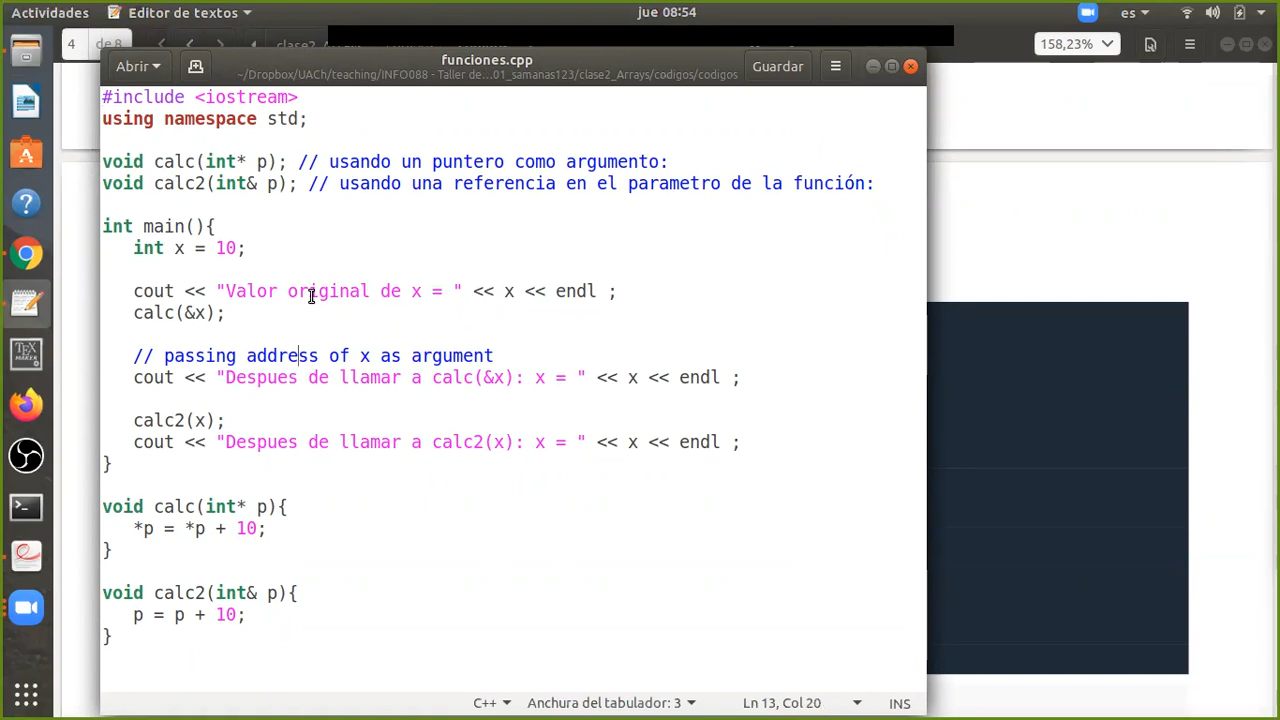 Actividades
Editor de textos
jue 08:54
es
4
de 8
158,23%
Abrir
funciones.cpp
~/Dropbox/UACh/teaching/INFO088 - Taller de…01_samanas123/clase2_Arrays/codigos/codigos
Guardar
#include <iostream>
using namespace std;
void calc(int* p); // usando un puntero como argumento:
void calc2(int& p); // usando una referencia en el parametro de la función:
int main(){
int x = 10;
cout << "Valor original de x = " << x << endl ;
calc(&x);
// passing address of x as argument
cout << "Despues de llamar a calc(&x): x = " << x << endl ;
calc2(x);
cout << "Despues de llamar a calc2(x): x = " << x << endl ;
}
void calc(int* p){
*p = *p + 10;
}
void calc2(int& p){
p = p + 10;
}
C++
Anchura del tabulador: 3
Ln 13, Col 20
INS